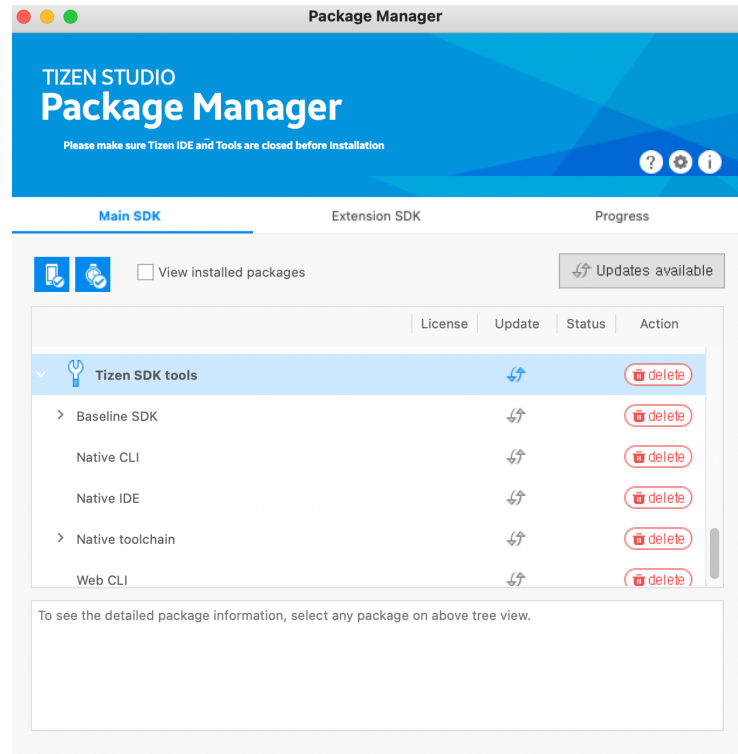 Package Manager
TIZEN STUDIO
Package Manager
Please make sure Tizen IDE and Tools are closed before Installation
Main SDK Extension SDK Progress
View installed packages Updates available
License Update Status Action
Tizen SDK tools delete
Baseline SDK delete
Native CLI delete
Native IDE delete
Native toolchain delete
Web CLI delete
To see the detailed package information, select any package on above tree view.